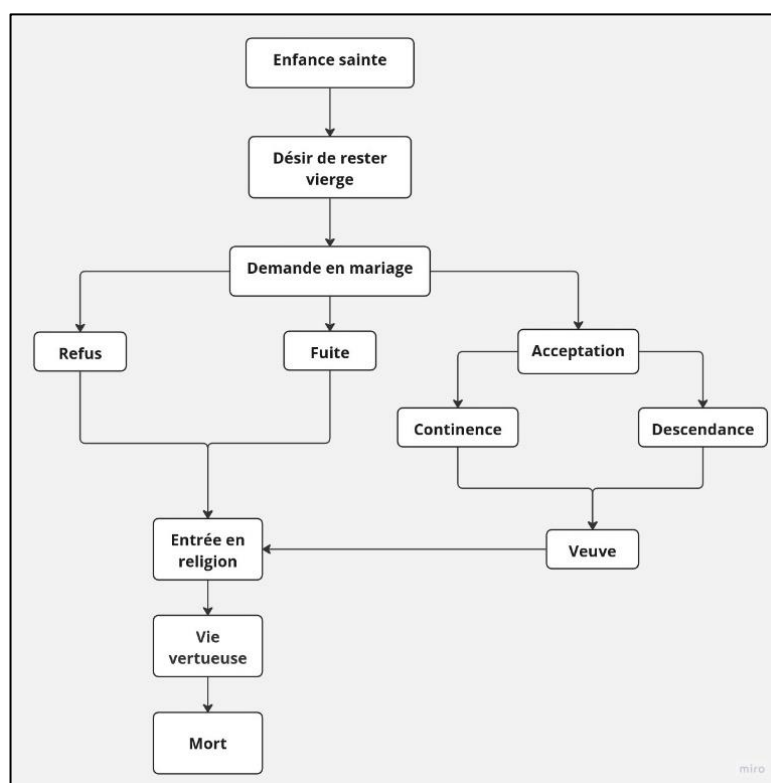 Enfance sainte
Désir de rester
vierge
Demande en mariage
Refus
Fuite
Acceptation
Continence
Descendance
Entrée en
religion
Veuve
Vie
vertueuse
Mort
miro